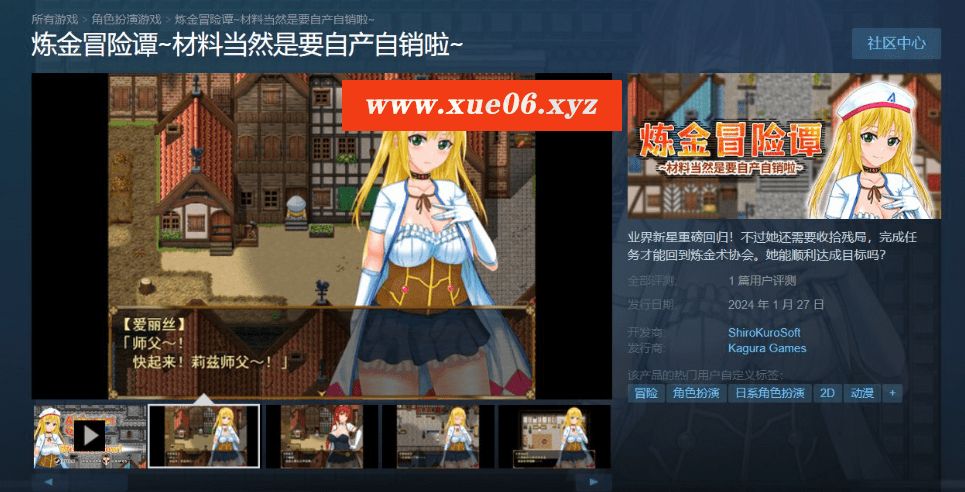 所有游戏 > 角色扮演游戏 > 炼金冒险谭~材料当然是要自产自销啦~
炼金冒险谭~材料当然是要自产自销啦~
社区中心
www.xue06.xyz
【爱丽丝】
「师父～！
快起来！莉兹师父～！」
炼金冒险谭
~材料当然是要自产自销啦~
业界新星重磅回归！不过她还需要收拾残局，完成任
务才能回到炼金术协会。她能顺利达成目标吗？
全部评测:
1 篇用户评测
发行日期:
2024 年 1 月 27 日
开发商:
ShiroKuroSoft
发行商:
Kagura Games
该产品的热门用户自定义标签：
冒险
角色扮演
日系角色扮演
2D
动漫
+